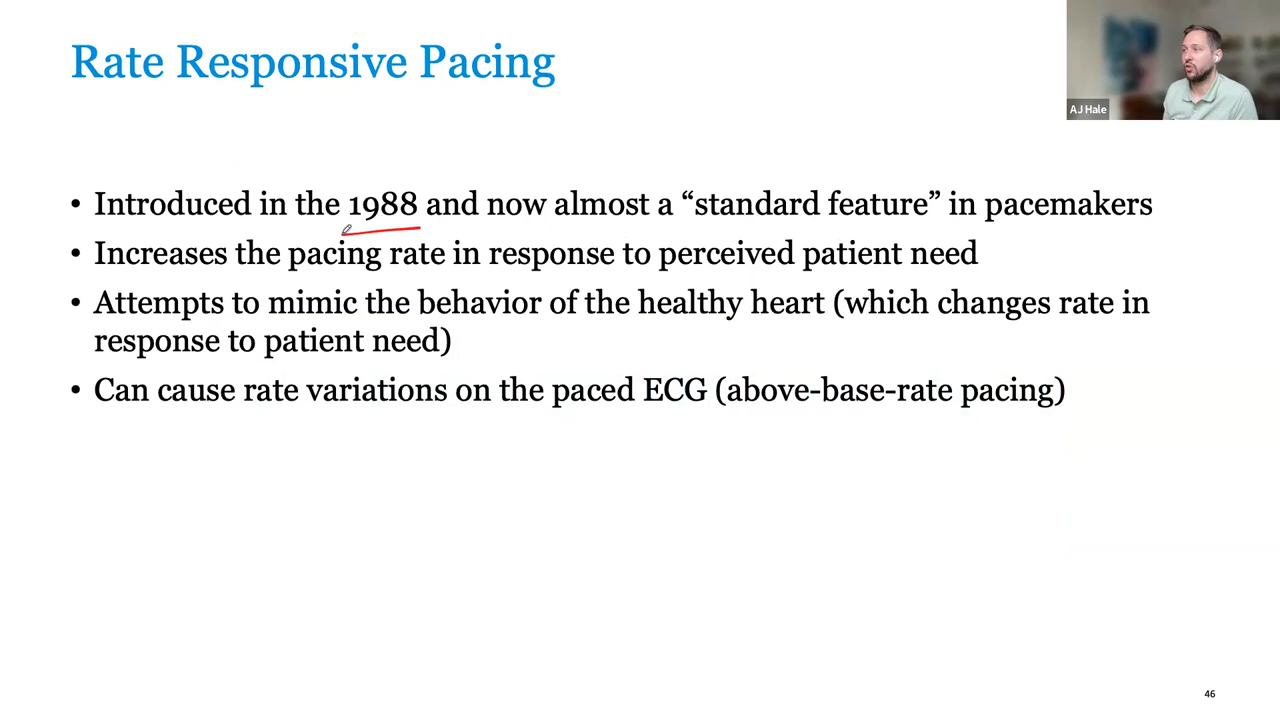 Rate Responsive Pacing
AJ Hale
• Introduced in the 1988 and now almost a “standard feature” in pacemakers
• Increases the pacing rate in response to perceived patient need
• Attempts to mimic the behavior of the healthy heart (which changes rate in
response to patient need)
• Can cause rate variations on the paced ECG (above-base-rate pacing)
46